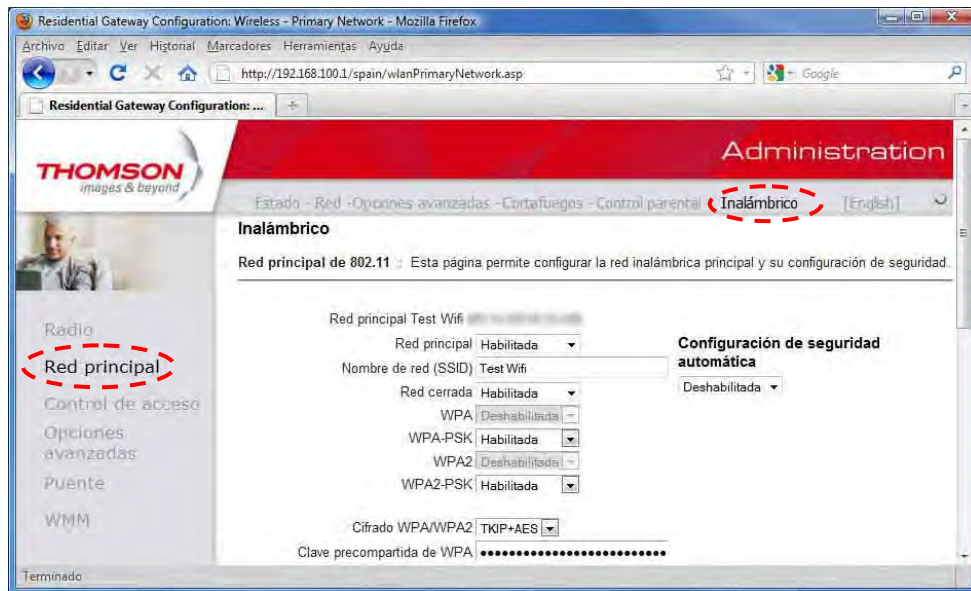 Residential Gateway Configuration: Wireless - Primary Network - Mozilla Firefox
Archivo Editar Ver Historial Marcadores Herramientas Ayuda
http://192.168.100.1/spain/wlanPrimaryNetwork.asp
Google
Residential Gateway Configuration: ...
THOMSON
images & beyond
Administration
Estado - Red - Opciones avanzadas - Cortafuegos - Control parental Inalámbrico [English]
Inalámbrico
Red principal de 802.11 : Esta página permite configurar la red inalámbrica principal y su configuración de seguridad.
Radio
Red principal
Control de acceso
Opciones
avanzadas
Puente
WMM
Red principal Test Wifi
Red principal Habilitada
Nombre de red (SSID) Test Wifi
Red cerrada Habilitada
WPA Deshabilitada
WPA-PSK Habilitada
WPA2 Deshabilitada
WPA2-PSK Habilitada
Cifrado WPA/WPA2 TKIP+AES
Clave precompartida de WPA
Configuración de seguridad
automática
Deshabilitada
Terminado